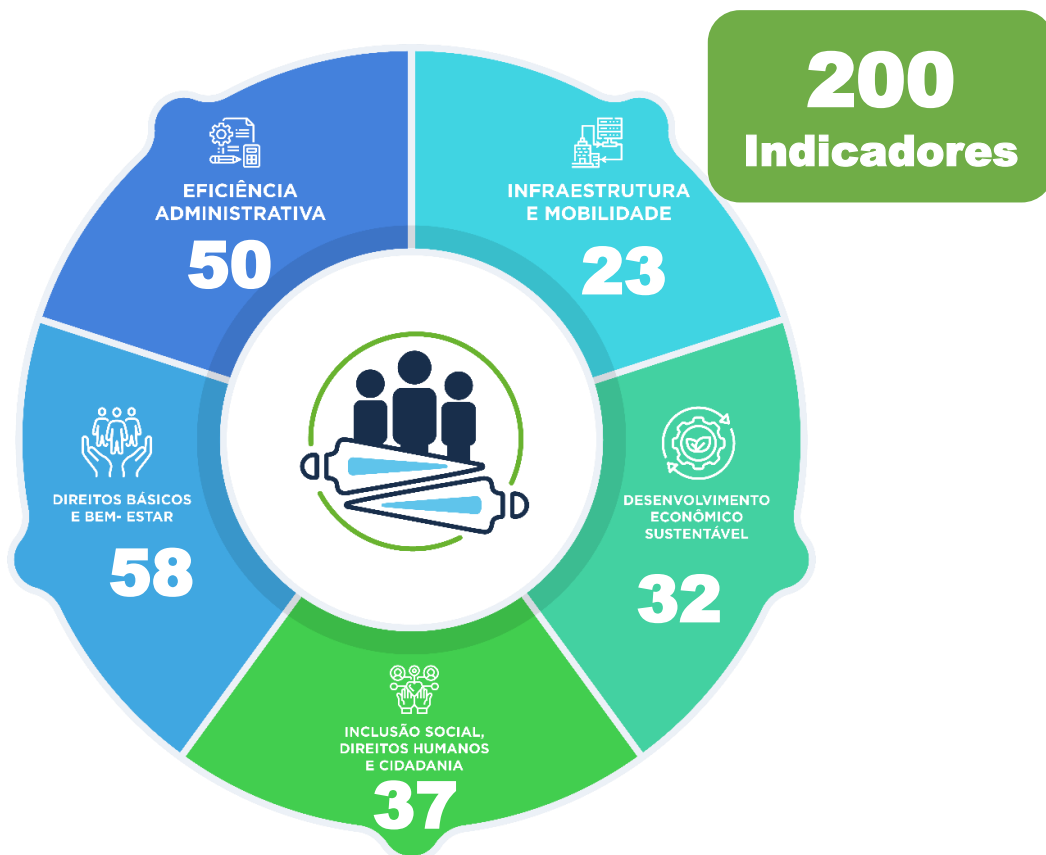 200
Indicadores
EFICIÊNCIA
ADMINISTRATIVA
50
INFRAESTRUTURA
E MOBILIDADE
23
DIREITOS BÁSICOS
E BEM- ESTAR
58
DESENVOLVIMENTO
ECONÔMICO
SUSTENTÁVEL
32
INCLUSÃO SOCIAL,
DIREITOS HUMANOS
E CIDADANIA
37